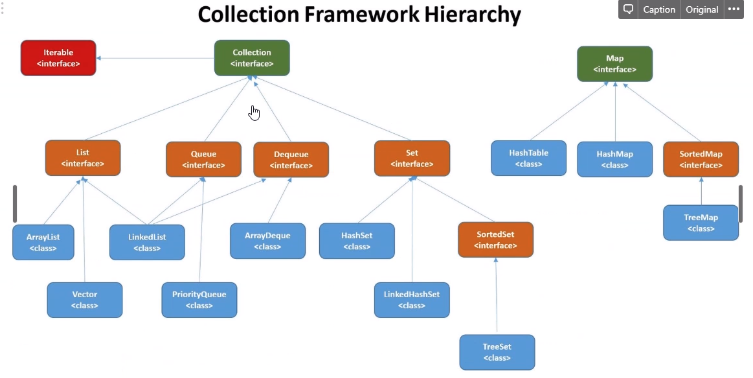 Collection Framework Hierarchy
Caption
Original
Iterable
<interface>
Collection
<interface>
Map
<interface>
List
<interface>
Queue
<interface>
Dequeue
<interface>
Set
<interface>
HashTable
<class>
HashMap
<class>
SortedMap
<interface>
ArrayList
<class>
LinkedList
<class>
ArrayDeque
<class>
HashSet
<class>
SortedSet
<interface>
TreeMap
<class>
Vector
<class>
PriorityQueue
<class>
LinkedHashSet
<class>
TreeSet
<class>